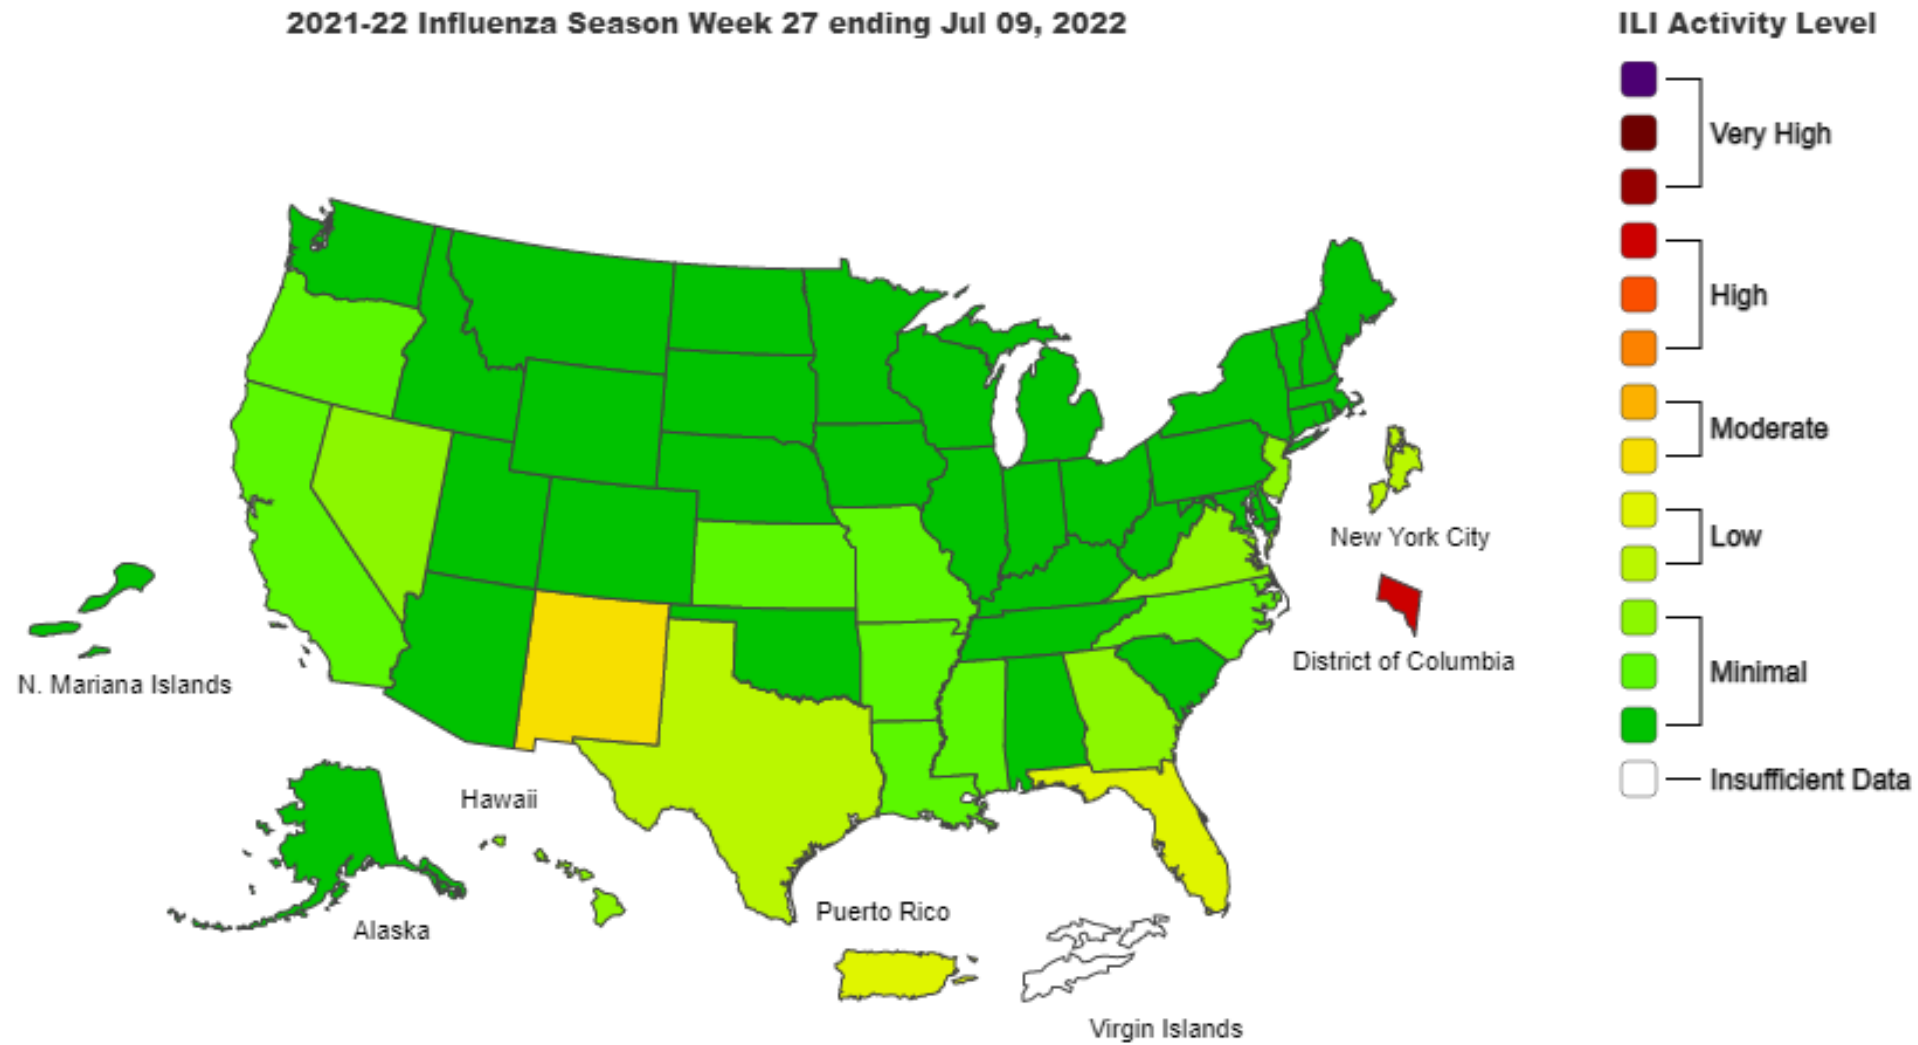 2021-22 Influenza Season Week 27 ending Jul 09, 2022
ILI Activity Level
Very High
High
Moderate
Low
Minimal
Insufficient Data
New York City
District of Columbia
N. Mariana Islands
Hawaii
Alaska
Puerto Rico
Virgin Islands